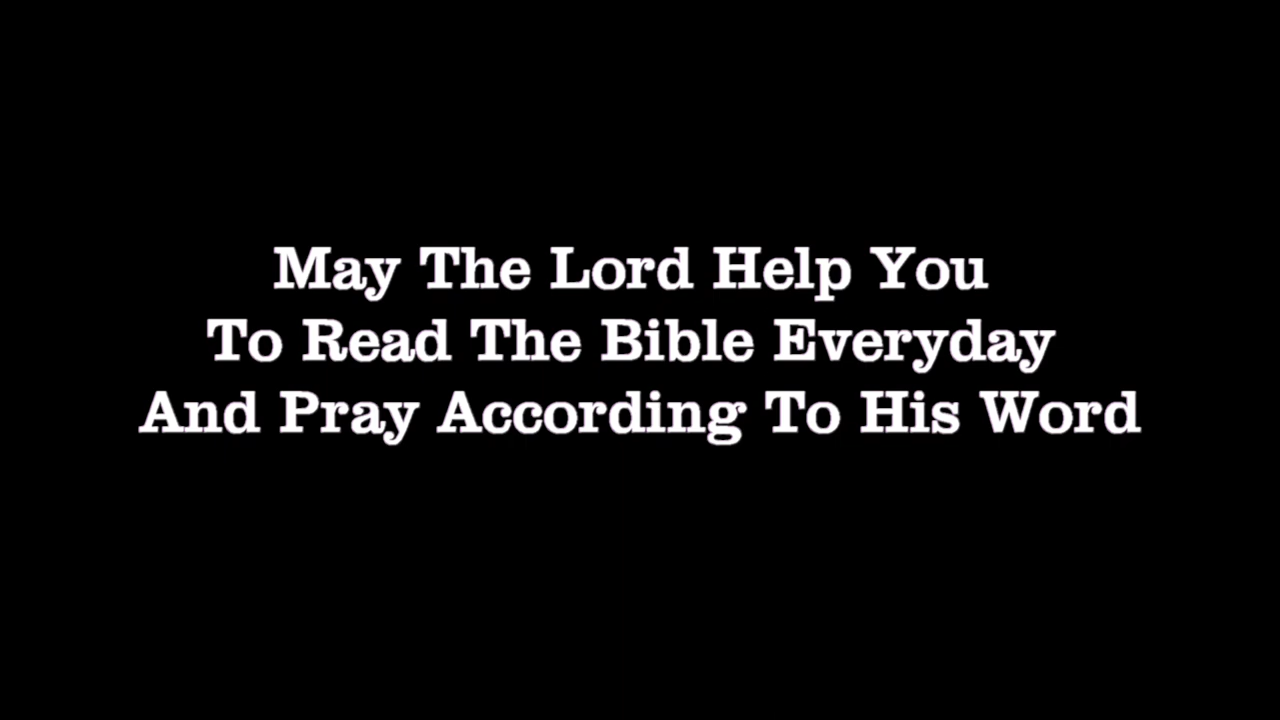 May The Lord Help You
To Read The Bible Everyday
And Pray According To His Word